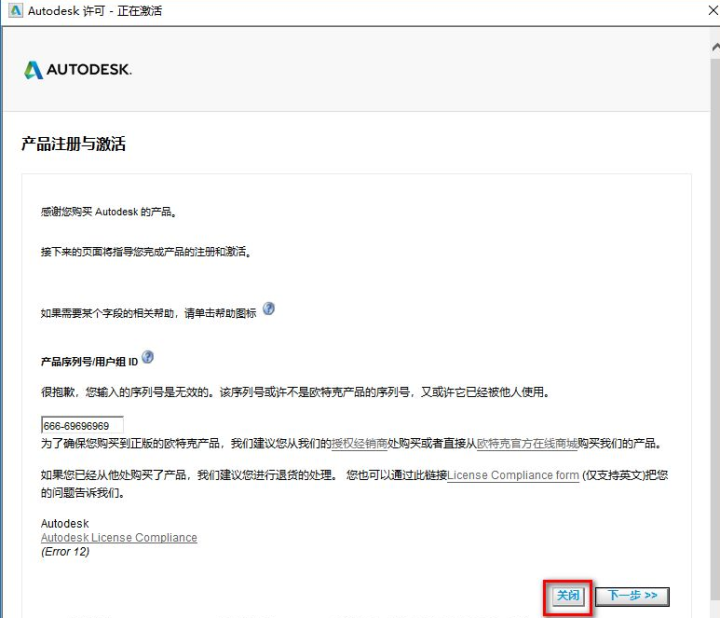 Autodesk 许可 - 正在激活
AUTODESK.
产品注册与激活
感谢您购买 Autodesk 的产品。
接下来的页面将指导您完成产品的注册和激活。
如果需要某个字段的相关帮助，请单击帮助图标
产品序列号/用户组 ID
很抱歉，您输入的序列号是无效的。该序列号或许不是欧特克产品的序列号，又或许它已经被他人使用。
666-69696969
为了确保您购买到正版的欧特克产品，我们建议您从我们的授权经销商处购买或者直接从欧特克官方在线商城购买我们的产品。
如果您已经从他处购买了产品，我们建议您进行退货的处理。 您也可以通过此链接License Compliance form (仅支持英文)把您
的问题告诉我们。
Autodesk
Autodesk License Compliance
(Error 12)
关闭 下一步 >>